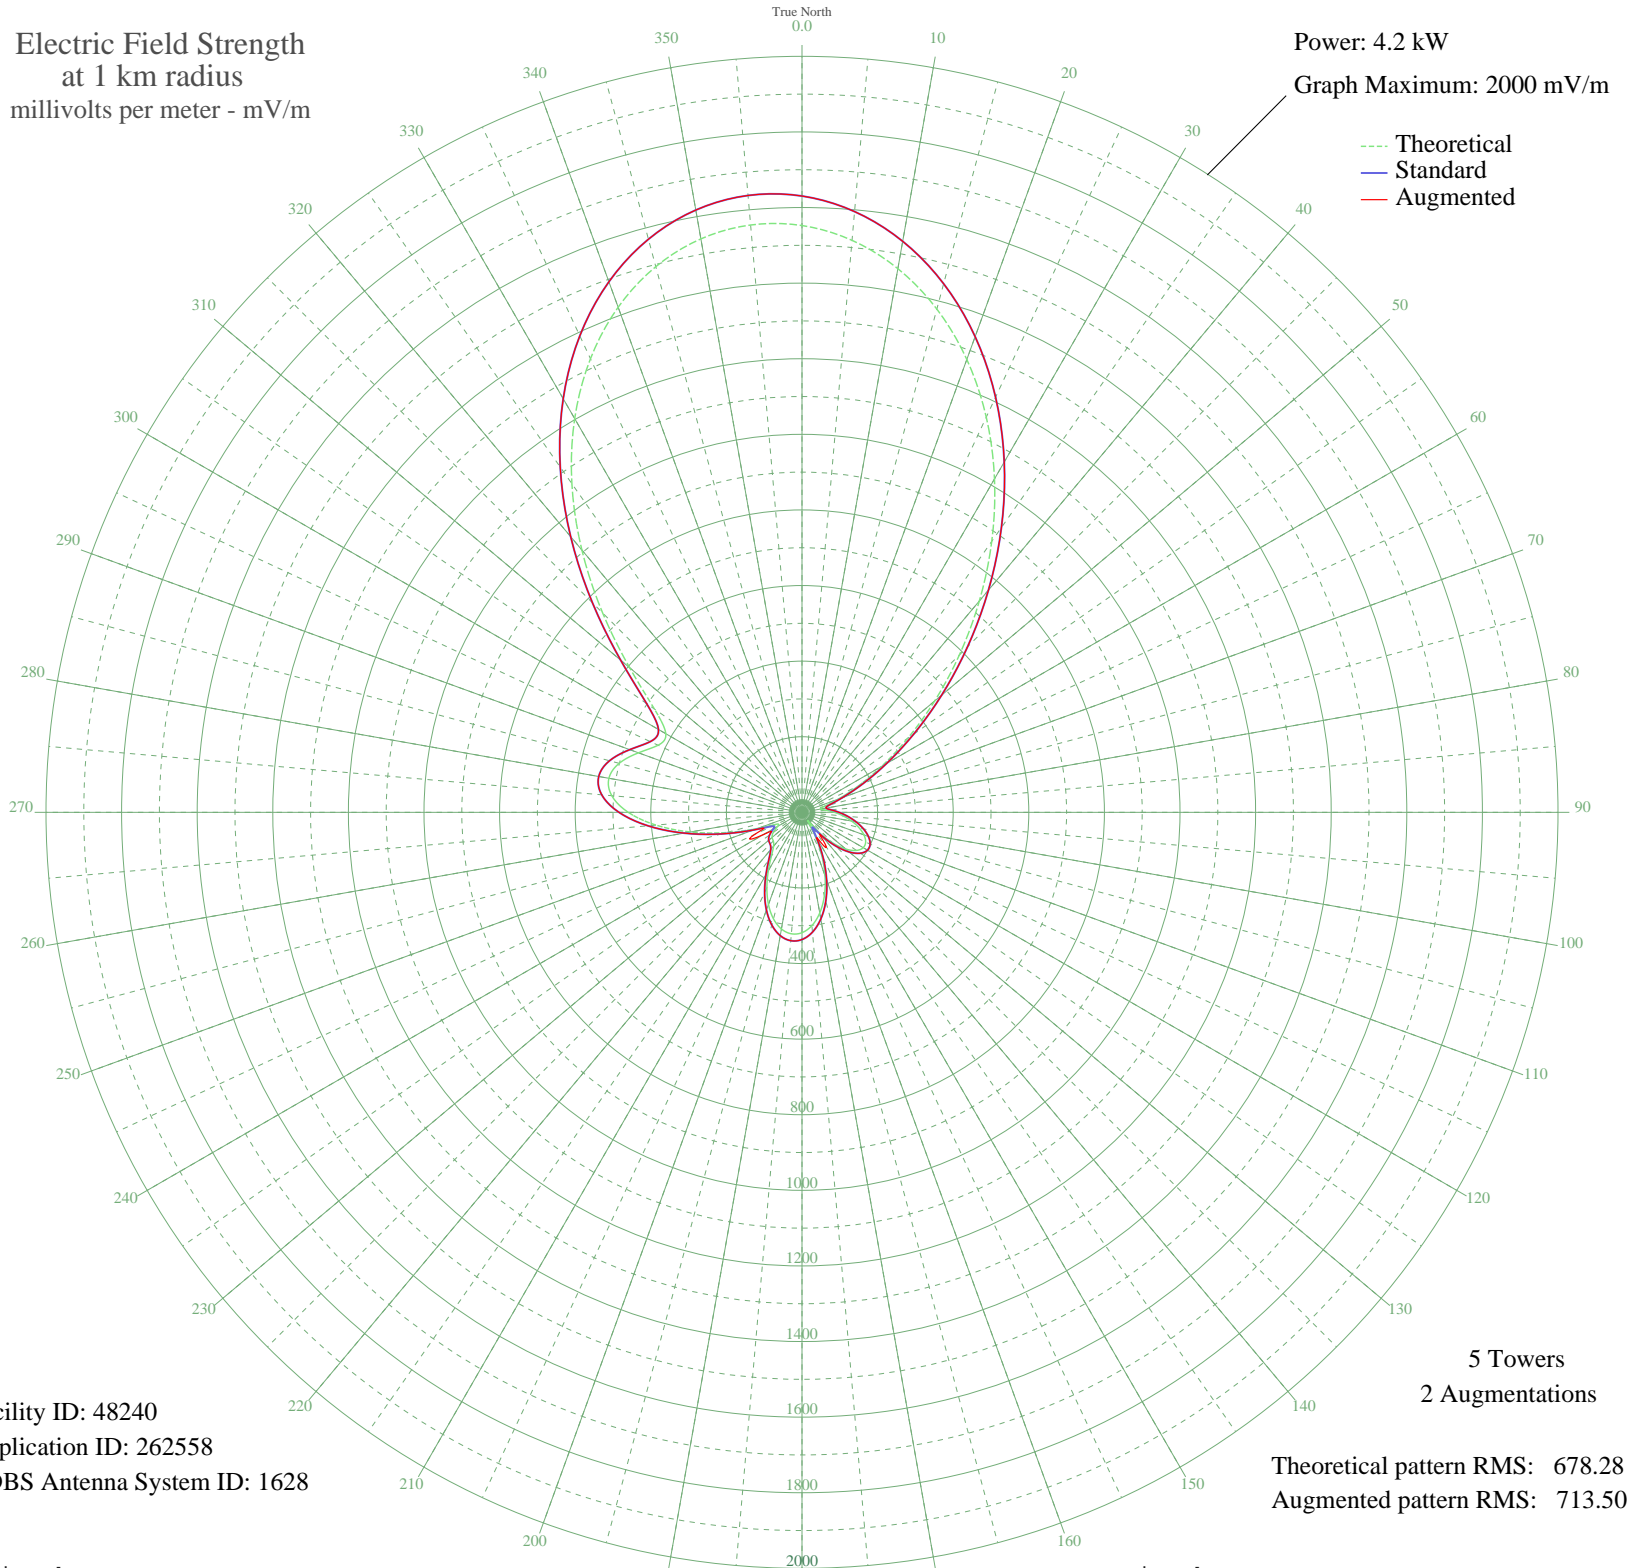 True North
0.0
Electric Field Strength
at 1 km radius
millivolts per meter - mV/m
Power: 4.2 kW
Graph Maximum: 2000 mV/m
Theoretical
Standard
Augmented
350
10
340
20
330
30
320
40
310
50
300
60
290
70
280
80
270
90
260
100
250
110
240
120
230
130
220
140
210
150
200
160
400
600
800
1000
1200
1400
1600
1800
2000
5 Towers
2 Augmentations
cility ID: 48240
plication ID: 262558
DBS Antenna System ID: 1628
Theoretical pattern RMS: 678.28
Augmented pattern RMS: 713.50